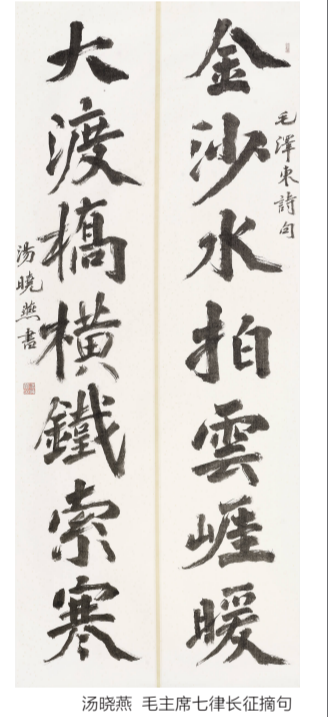 金沙水拍雲崕暖
毛澤東詩句
大渡橋橫鐵索寒
湯曉燕書
汤晓燕 毛主席七律长征摘句